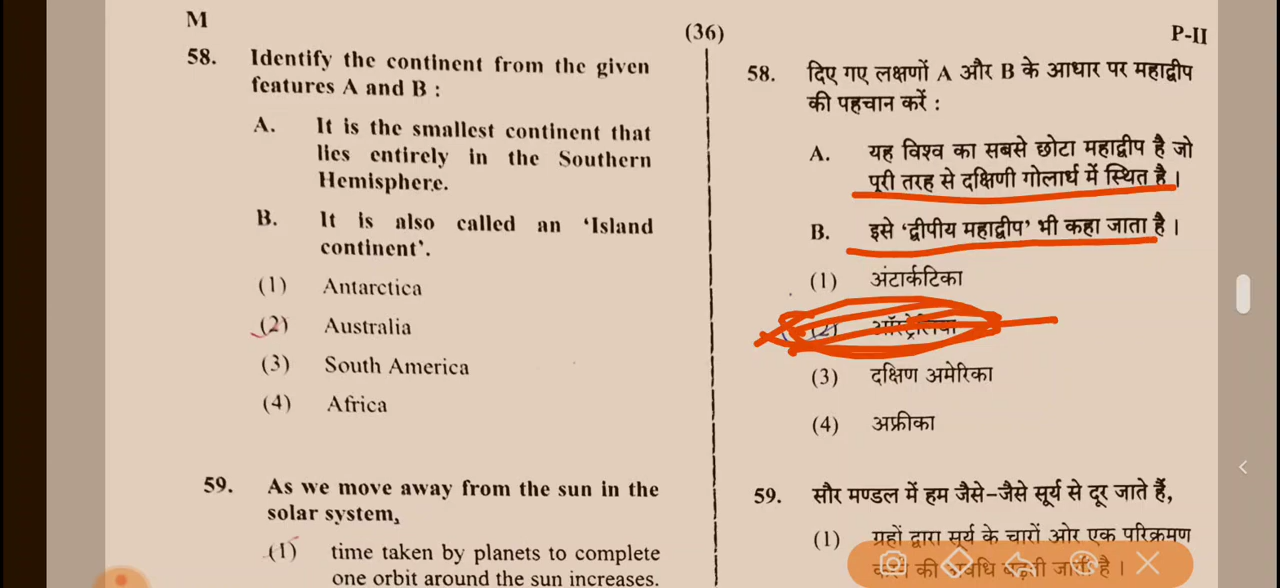 M
(36)
P-II
58. Identify the continent from the given
features A and B :
A. It is the smallest continent that
lies entirely in the Southern
Hemisphere.
B. It is also called an ‘Island
continent’.
(1) Antarctica
(2) Australia
(3) South America
(4) Africa
59. As we move away from the sun in the
solar system,
(1) time taken by planets to complete
one orbit around the sun increases.
58. दिए गए लक्षणों A और B के आधार पर महाद्वीप
की पहचान करें :
A. यह विश्व का सबसे छोटा महाद्वीप है जो
पूरी तरह से दक्षिणी गोलार्ध में स्थित है ।
B. इसे ‘द्वीपीय महाद्वीप’ भी कहा जाता है ।
(1) अंटार्कटिका
(2) ऑस्ट्रेलिया
(3) दक्षिण अमेरिका
(4) अफ्रीका
59. सौर मण्डल में हम जैसे-जैसे सूर्य से दूर जाते हैं,
(1) ग्रहों द्वारा सूर्य के चारों ओर एक परिक्रमण
की है ।